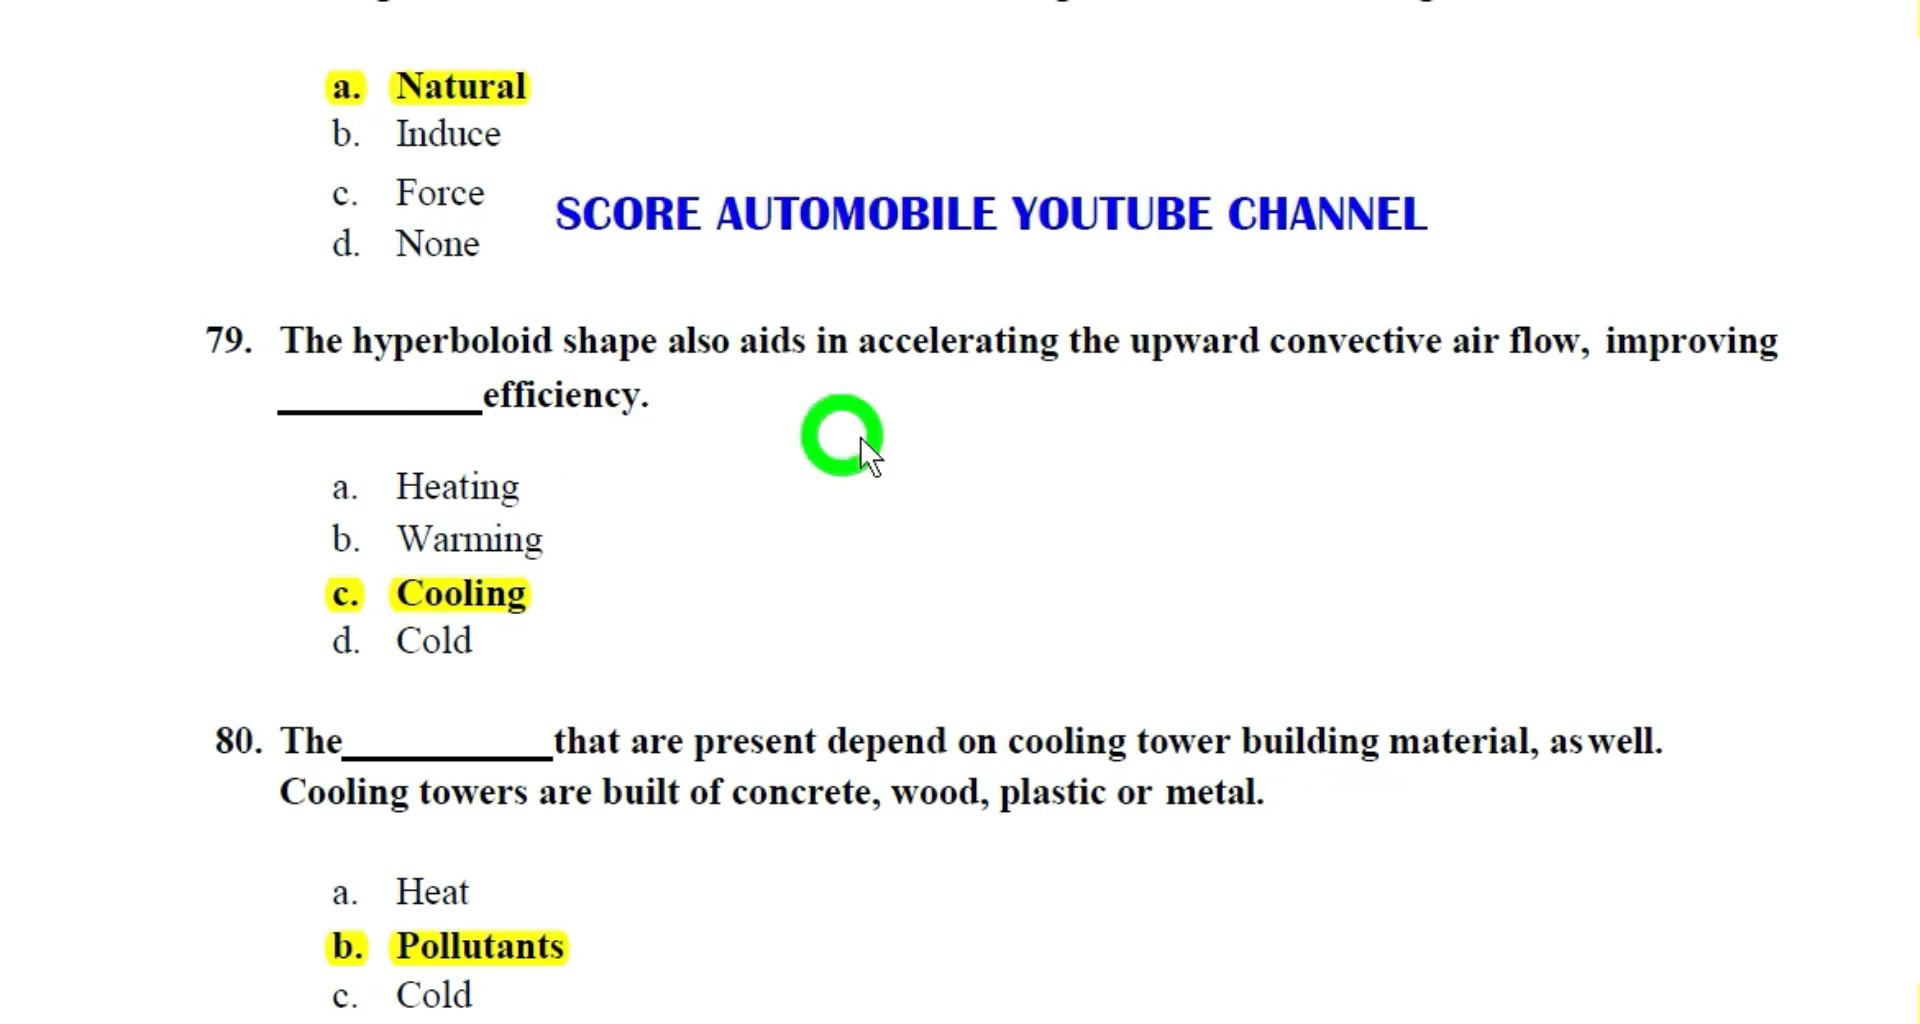 a. Natural
b. Induce
c. Force
d. None
SCORE AUTOMOBILE YOUTUBE CHANNEL
79. The hyperboloid shape also aids in accelerating the upward convective air flow, improving
__________efficiency.
a. Heating
b. Warming
c. Cooling
d. Cold
80. The__________that are present depend on cooling tower building material, as well.
Cooling towers are built of concrete, wood, plastic or metal.
a. Heat
b. Pollutants
c. Cold